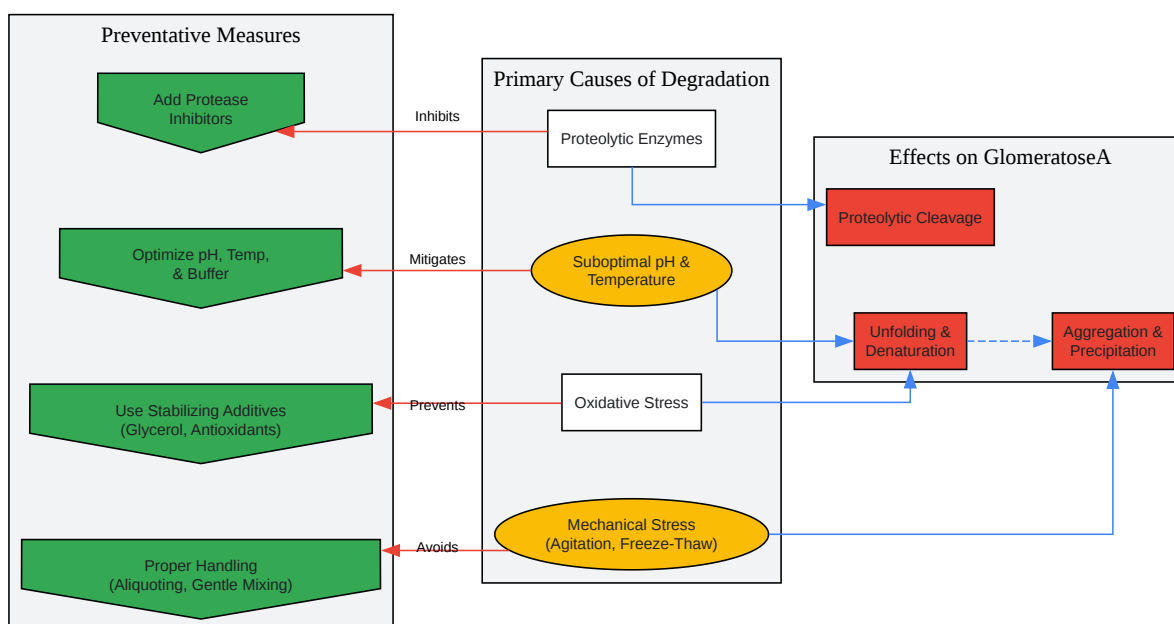 Preventative Measures
Add Protease
Inhibitors
Optimize pH, Temp,
& Buffer
Use Stabilizing Additives
(Glycerol, Antioxidants)
Proper Handling
(Aliquoting, Gentle Mixing)
Inhibits
Mitigates
Prevents
Avoids
Primary Causes of Degradation
Proteolytic Enzymes
Suboptimal pH &
Temperature
Oxidative Stress
Mechanical Stress
(Agitation, Freeze-Thaw)
Effects on GlomeratoseA
Proteolytic Cleavage
Unfolding &
Denaturation
Aggregation &
Precipitation